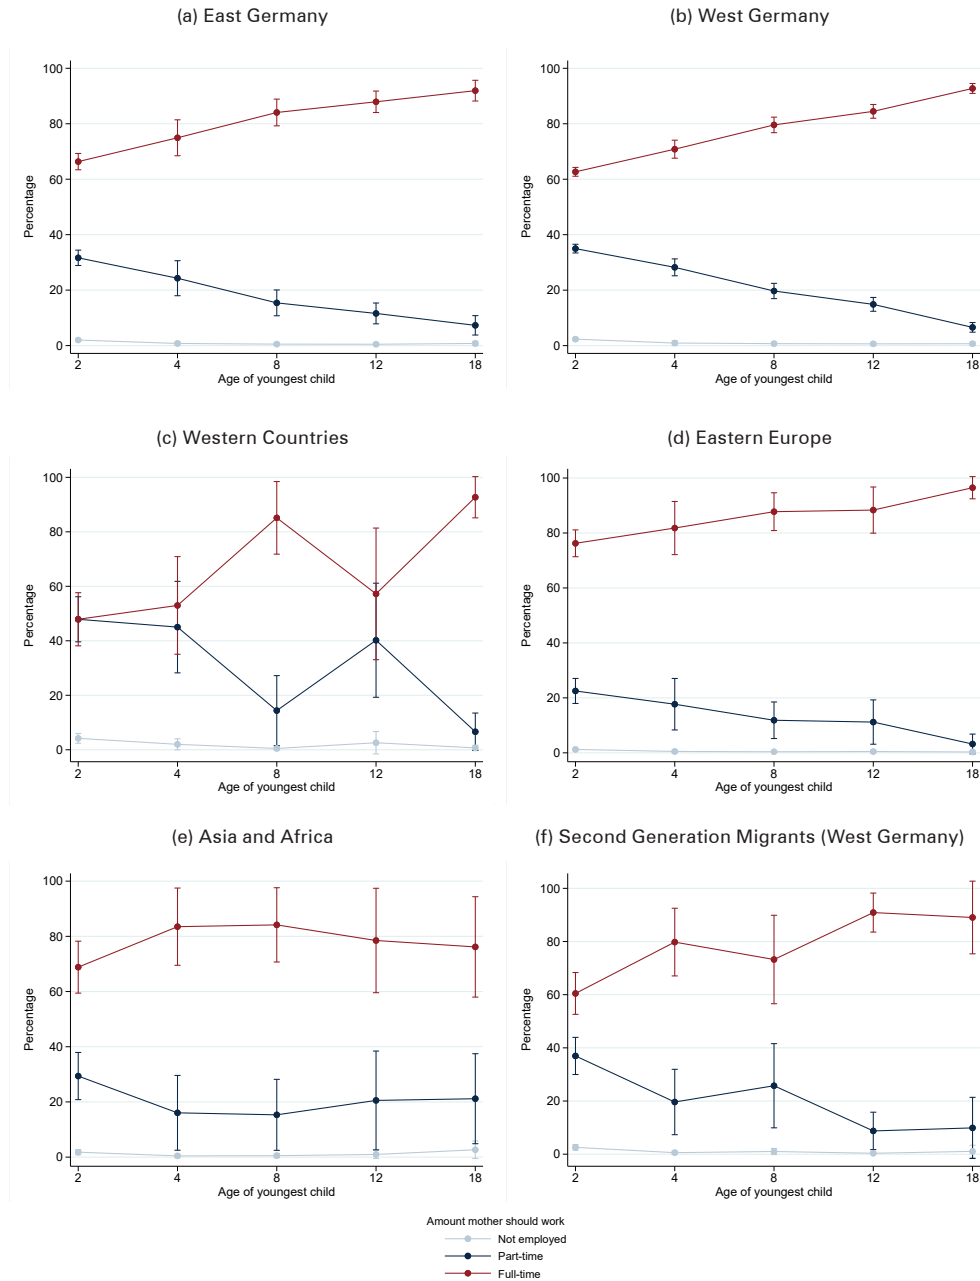 (a) East Germany
100
80
60
40
20
0
Percentage
2 4 8 12 18
Age of youngest child
(b) West Germany
100
80
60
40
20
0
Percentage
2 4 8 12 18
Age of youngest child
(c) Western Countries
100
80
60
40
20
0
Percentage
2 4 8 12 18
Age of youngest child
(d) Eastern Europe
100
80
60
40
20
0
Percentage
2 4 8 12 18
Age of youngest child
(e) Asia and Africa
100
80
60
40
20
0
Percentage
2 4 8 12 18
Age of youngest child
(f) Second Generation Migrants (West Germany)
100
80
60
40
20
0
Percentage
2 4 8 12 18
Age of youngest child
Amount mother should work
Not employed
Part-time
Full-time